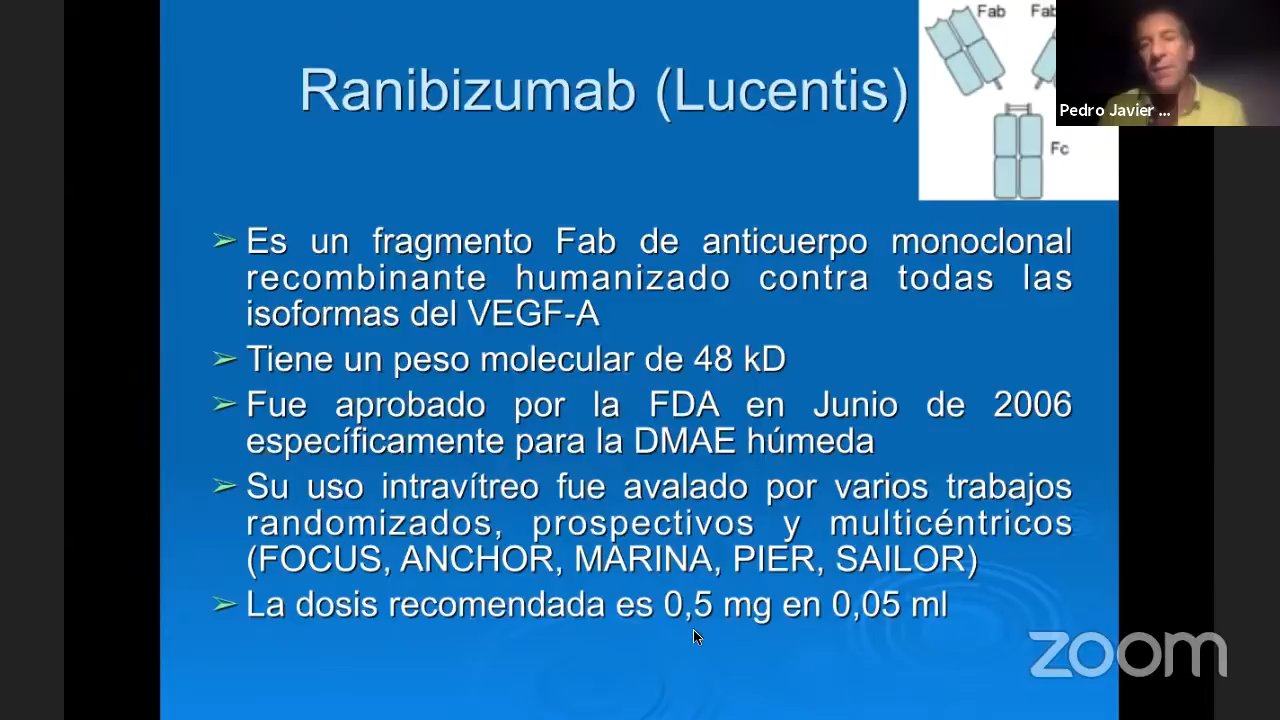 Ranibizumab (Lucentis)
Fab
Fab
Fc
Pedro Javier ...
➢ Es un fragmento Fab de anticuerpo monoclonal
recombinante humanizado contra todas las
isoformas del VEGF-A
➢ Tiene un peso molecular de 48 kD
➢ Fue aprobado por la FDA en Junio de 2006
específicamente para la DMAE húmeda
➢ Su uso intravítreo fue avalado por varios trabajos
randomizados, prospectivos y multicéntricos
(FOCUS, ANCHOR, MARINA, PIER, SAILOR)
➢ La dosis recomendada es 0,5 mg en 0,05 ml
zoom